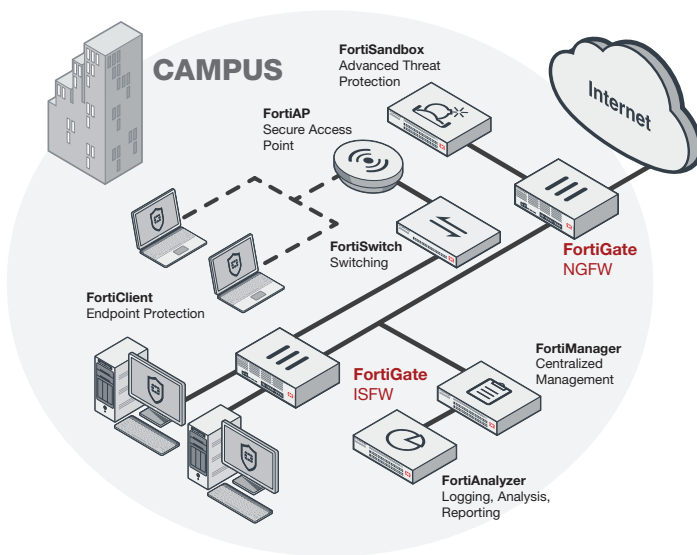 CAMPUS
FortiSandbox
Advanced Threat
Protection
Internet
FortiAP
Secure Access
Point
FortiSwitch
Switching
FortiGate
NGFW
FortiClient
Endpoint Protection
FortiGate
ISFW
FortiManager
Centralized
Management
FortiAnalyzer
Logging, Analysis,
Reporting